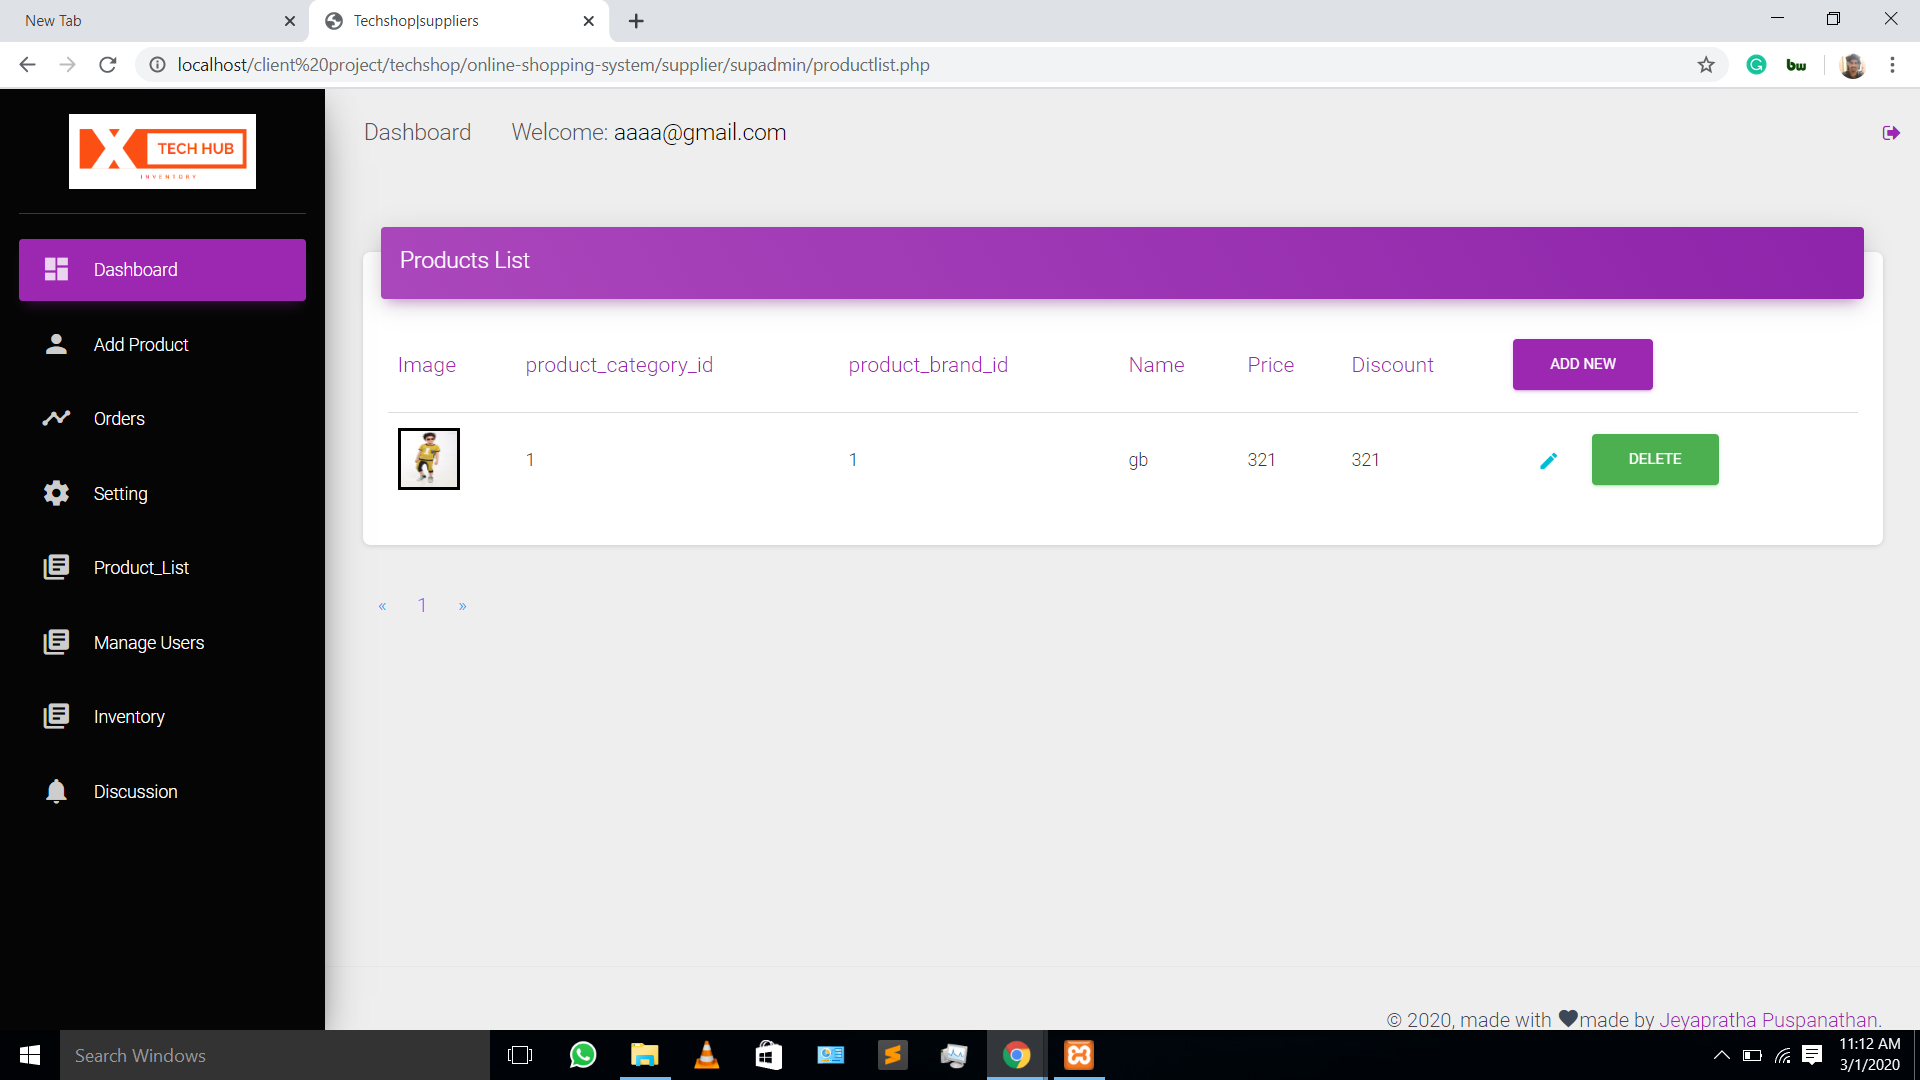 New Tab
Techshop|suppliers
localhost/client%20project/techshop/online-shopping-system/supplier/supadmin/productlist.php
bw
X TECH HUB
INVENTORY
Dashboard Welcome: aaaa@gmail.com
Dashboard
Add Product
Orders
Setting
Product_List
Manage Users
Inventory
Discussion
Products List
Image product_category_id product_brand_id Name Price Discount ADD NEW
1 1 gb 321 321 DELETE
« 1 »
© 2020, made with made by Jeyapratha Puspanathan.
Search Windows
11:12 AM
3/1/2020